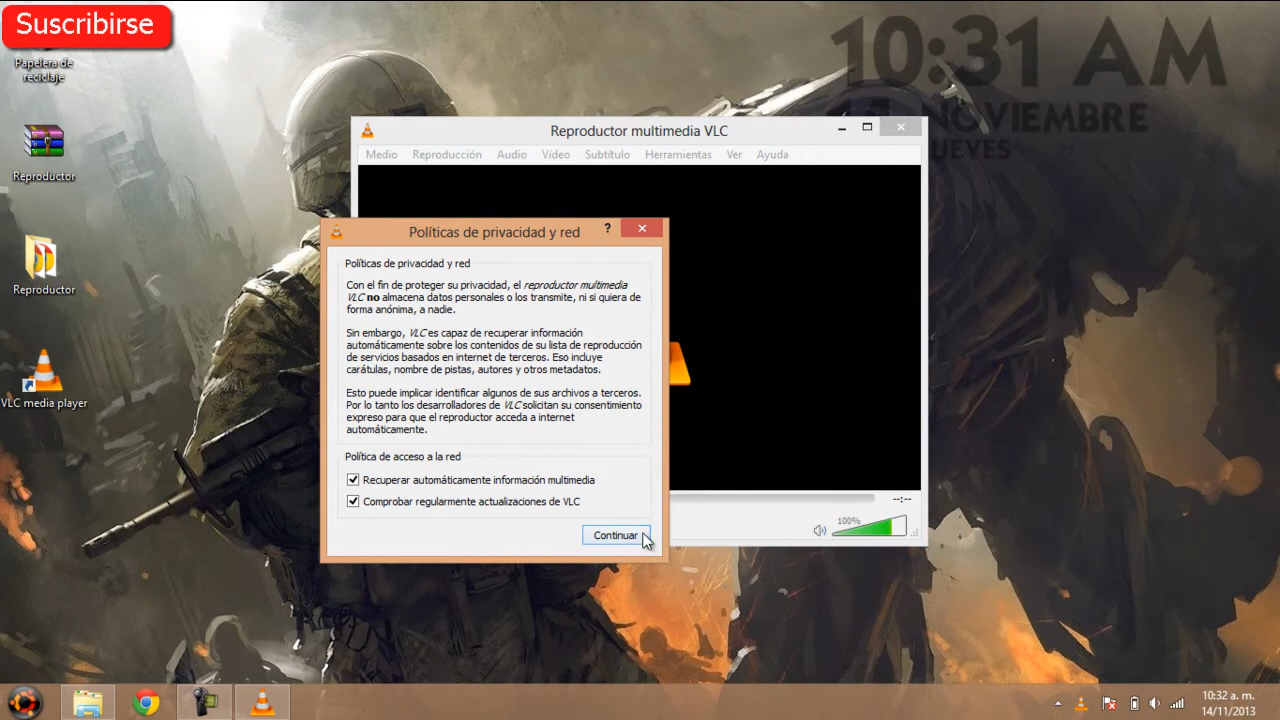 Suscribirse
10:31 AM
NOVIEMBRE
Papelera de
reciclaje
Reproductor
Reproductor
VLC media player
Reproductor multimedia VLC
Medio Reproducción Audio Vídeo Subtítulo Herramientas Ver Ayuda
Políticas de privacidad y red
?
Políticas de privacidad y red
Con el fin de proteger su privacidad, el reproductor multimedia
VLC no almacena datos personales o los transmite, ni si quiera de
forma anónima, a nadie.
Sin embargo, VLC es capaz de recuperar información
automáticamente sobre los contenidos de su lista de reproducción
de servicios basados en internet de terceros. Eso incluye
carátulas, nombre de pistas, autores y otros metadatos.
Esto puede implicar identificar algunos de sus archivos a terceros.
Por lo tanto los desarrolladores de VLC solicitan su consentimiento
expreso para que el reproductor acceda a internet
automáticamente.
Política de acceso a la red
Recuperar automáticamente información multimedia
Comprobar regularmente actualizaciones de VLC
Continuar
--:--
100%
10:32 a. m.
14/11/2013